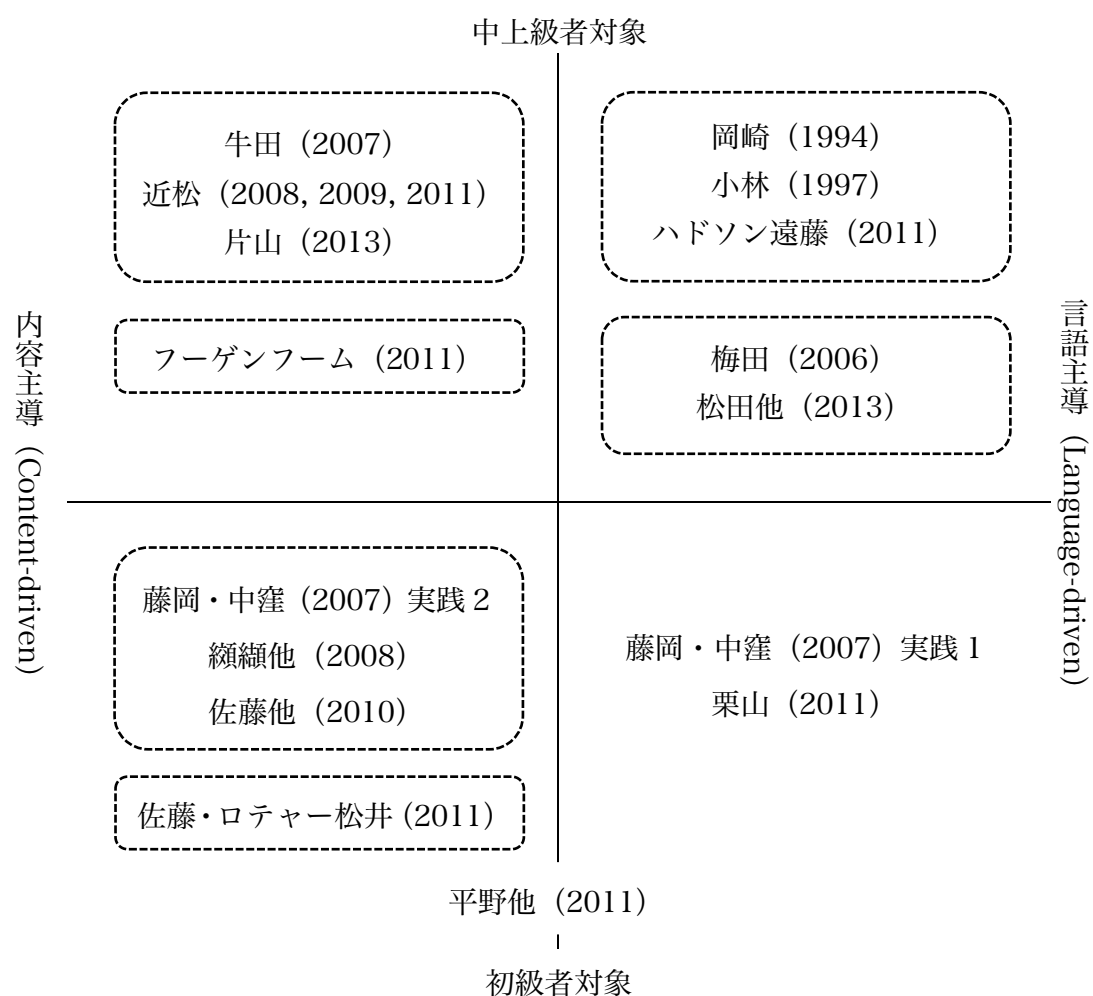 中上級者対象
牛田（2007）
近松（2008, 2009, 2011）
片山（2013）
フーゲンフーム（2011）
岡崎（1994）
小林（1997）
ハドソン遠藤（2011）
梅田（2006）
松田他（2013）
内容主導（Content-driven）
言語主導（Language-driven）
藤岡・中窪（2007）実践 2
纐纈他（2008）
佐藤他（2010）
佐藤・ロティャー松井（2011）
藤岡・中窪（2007）実践 1
栗山（2011）
平野他（2011）
初級者対象